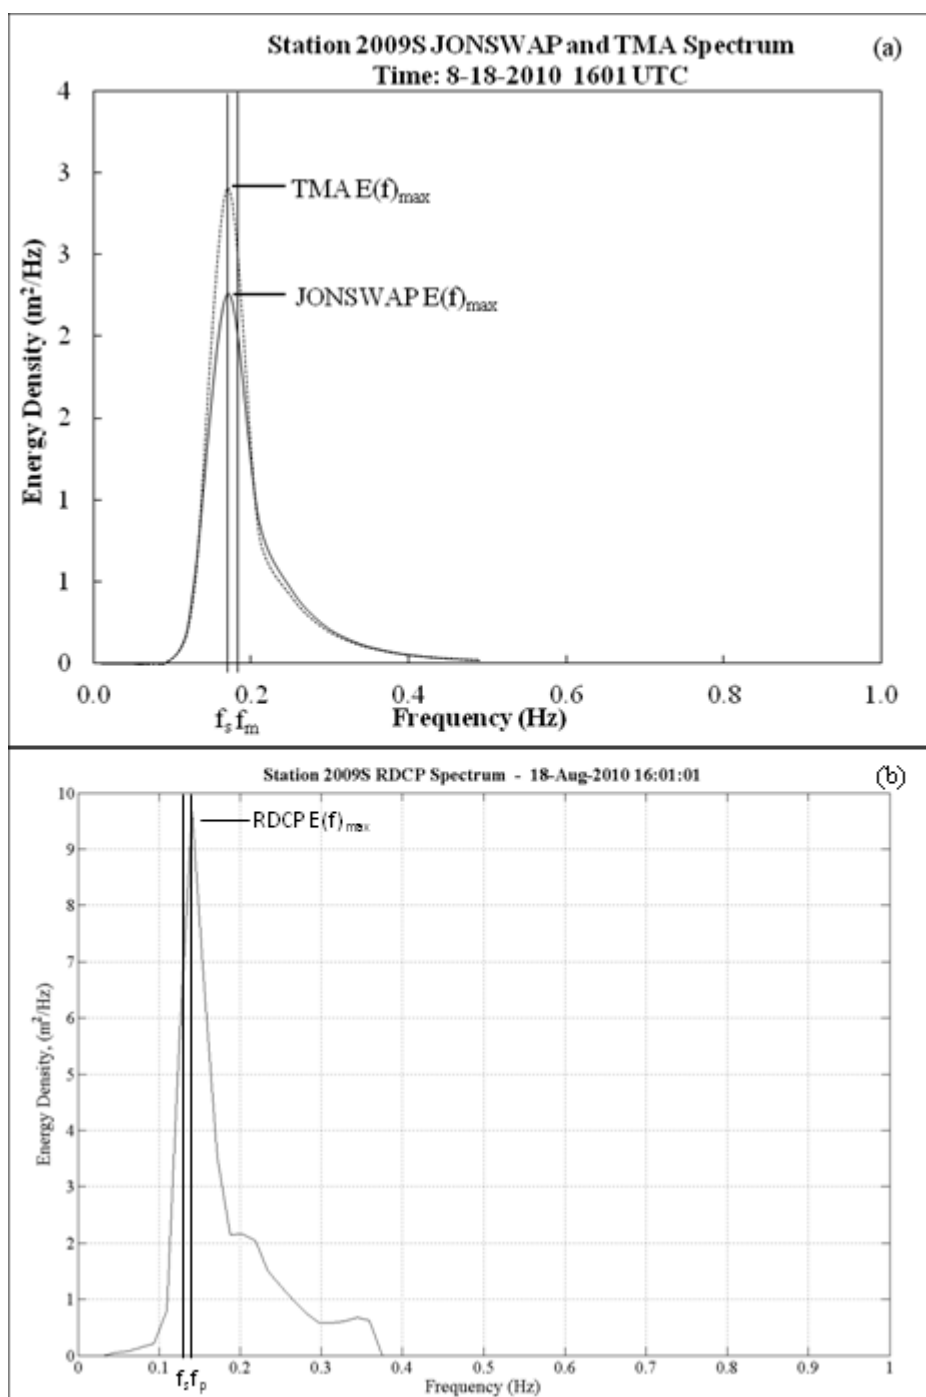 Station 2009S JONSWAP and TMA Spectrum (a)
Time: 8-18-2010 1601 UTC
4
3
TMA E(f)max
3
JONSWAP E(f)max
2
2
1
1
0
Energy Density (m²/Hz)
0.0 0.2 0.4 0.6 0.8 1.0
fs fm Frequency (Hz)
Station 2009S RDCP Spectrum - 18-Aug-2010 16:01:01 (b)
10
RDCP E(f)max
9
8
7
6
5
4
3
2
1
0
Energy Density, (m²/Hz)
0 0.1 0.2 0.3 0.4 0.5 0.6 0.7 0.8 0.9 1
fs fp Frequency (Hz)